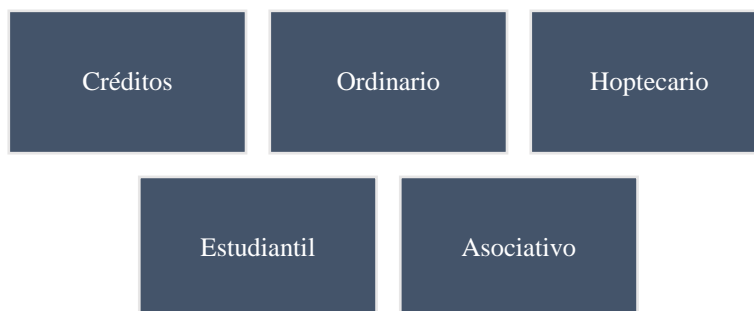 Créditos
Ordinario
Hoptecario
Estudiantil
Asociativo